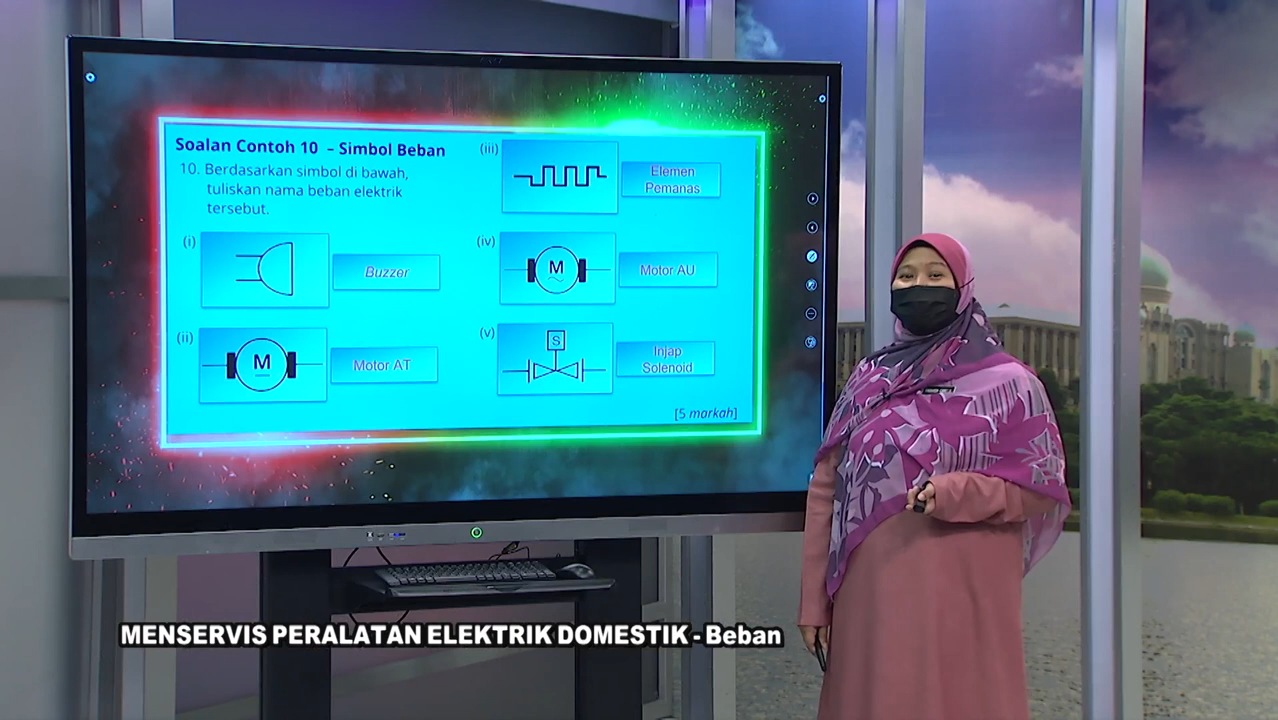 Soalan Contoh 10 – Simbol Beban
10. Berdasarkan simbol di bawah,
tuliskan nama beban elektrik
tersebut.
(i)
Buzzer
(ii)
M
Motor AT
(iii)
Elemen
Pemanas
(iv)
M
~
Motor AU
(v)
S
Injap
Solenoid
[5 markah]
MENSERVIS PERALATAN ELEKTRIK DOMESTIK - Beban